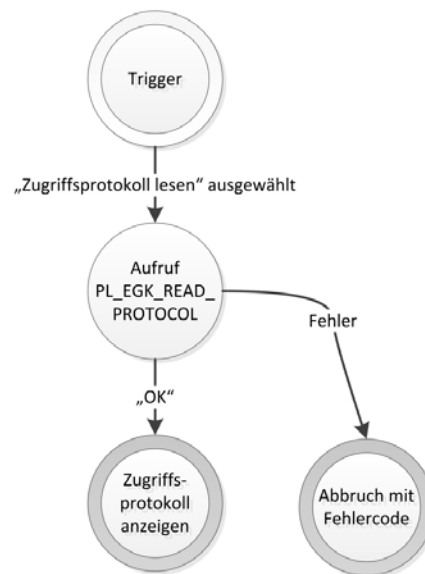 Trigger
„Zugriffsprotokoll lesen“ ausgewählt
Aufruf
PL_EGK_READ_
PROTOCOL
Fehler
„OK“
Zugriffs-
protokoll
anzeigen
Abbruch mit
Fehlercode